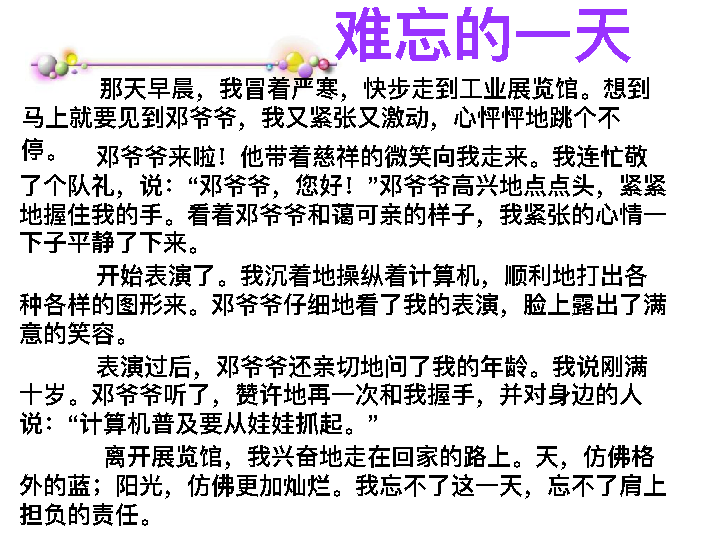 难忘的一天
那天早晨，我冒着严寒，快步走到工业展览馆。想到
马上就要见到邓爷爷，我又紧张又激动，心怦怦地跳个不
停。
邓爷爷来啦！他带着慈祥的微笑向我走来。我连忙敬
了个队礼，说：“邓爷爷，您好！”邓爷爷高兴地点点头，紧紧
地握住我的手。看着邓爷爷和蔼可亲的样子，我紧张的心情一
下子平静了下来。
开始表演了。我沉着地操纵着计算机，顺利地打出各
种各样的图形来。邓爷爷仔细地看了我的表演，脸上露出了满
意的笑容。
表演过后，邓爷爷还亲切地问了我的年龄。我说刚满
十岁。邓爷爷听了，赞许地再一次和我握手，并对身边的人
说：“计算机普及要从娃娃抓起。”
离开展览馆，我兴奋地走在回家的路上。天，仿佛格
外的蓝；阳光，仿佛更加灿烂。我忘不了这一天，忘不了肩上
担负的责任。